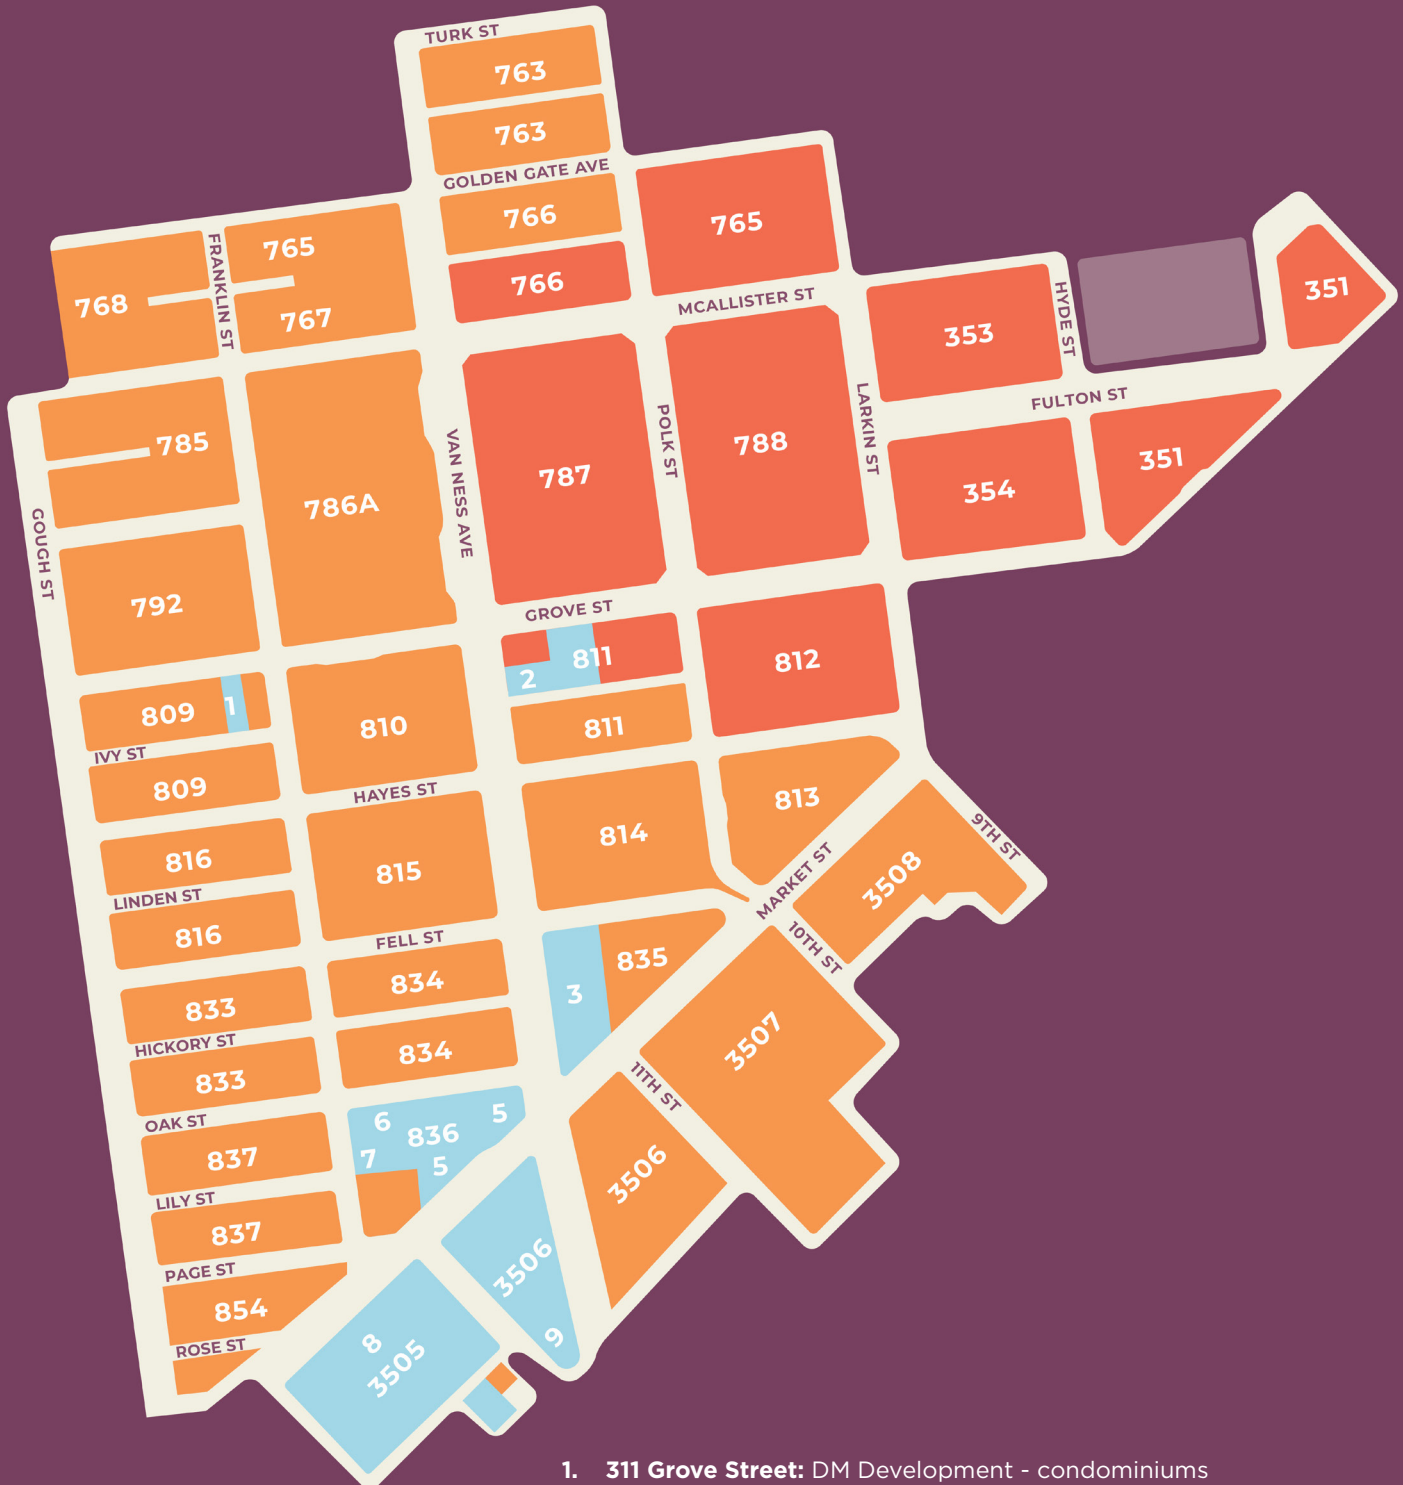 TURK ST
763
763
GOLDEN GATE AVE
766
765
766
FRANKLIN ST
765
768
767
MCALLISTER ST
HYDE ST
351
353
FULTON ST
785
VAN NESS AVE
POLK ST
LARKIN ST
788
351
787
354
786A
GOUGH ST
792
GROVE ST
811
2
812
809
1
810
811
IVY ST
809
HAYES ST
813
814
9TH ST
816
815
MARKET ST
3508
LINDEN ST
816
FELL ST
10TH ST
835
834
3
833
HICKORY ST
834
3507
833
11TH ST
OAK ST
6
836
5
837
7
5
3506
LILY ST
837
PAGE ST
3506
854
ROSE ST
8
3505
9
1. 311 Grove Street: DM Development - condominiums